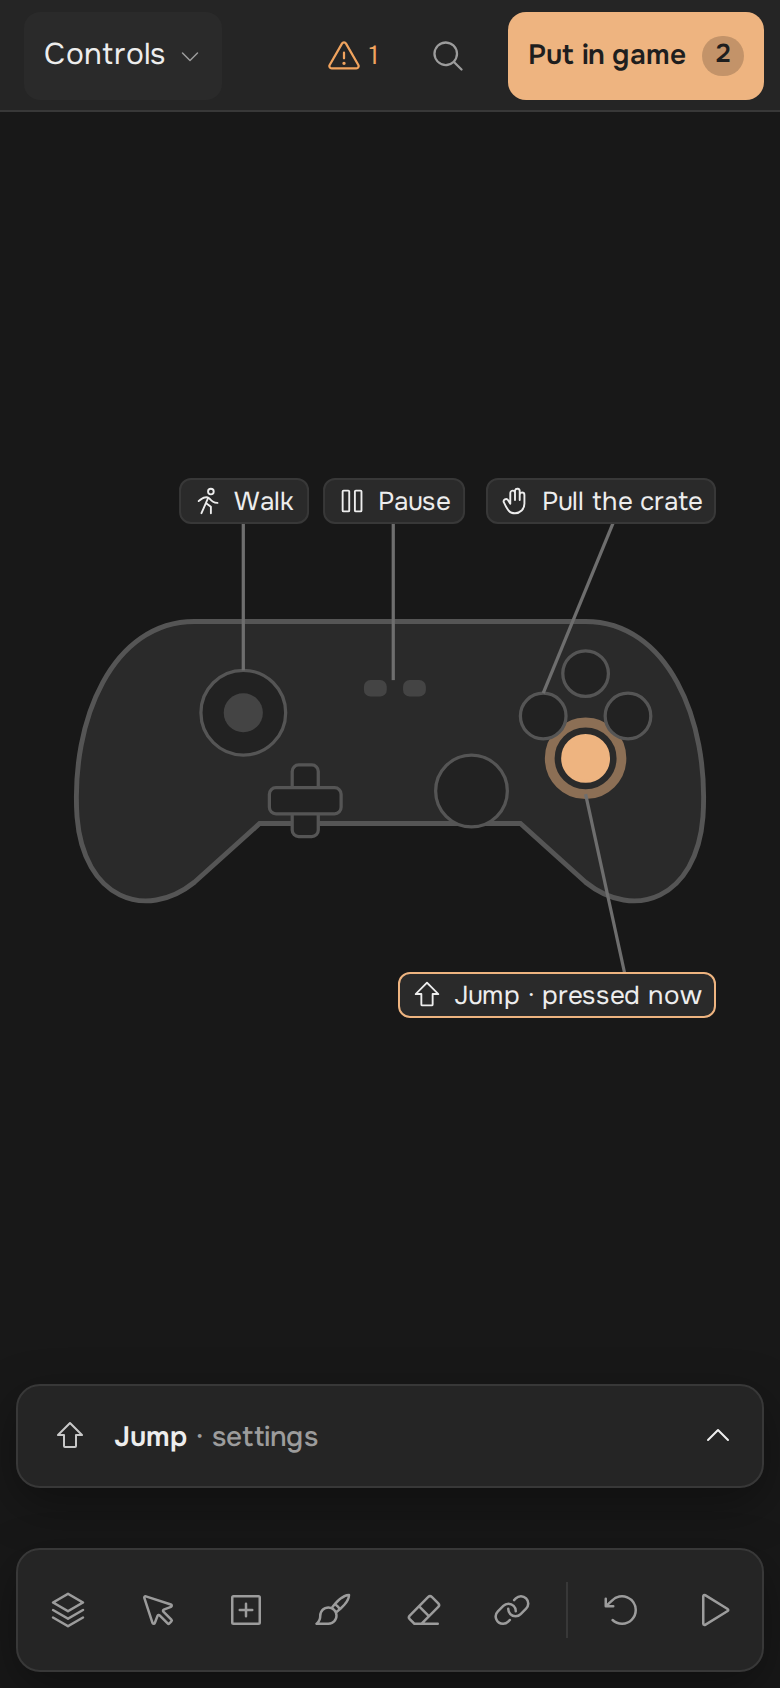 Controls
1
Put in game 2
Walk
Pause
Pull the crate
Jump · pressed now
Jump · settings